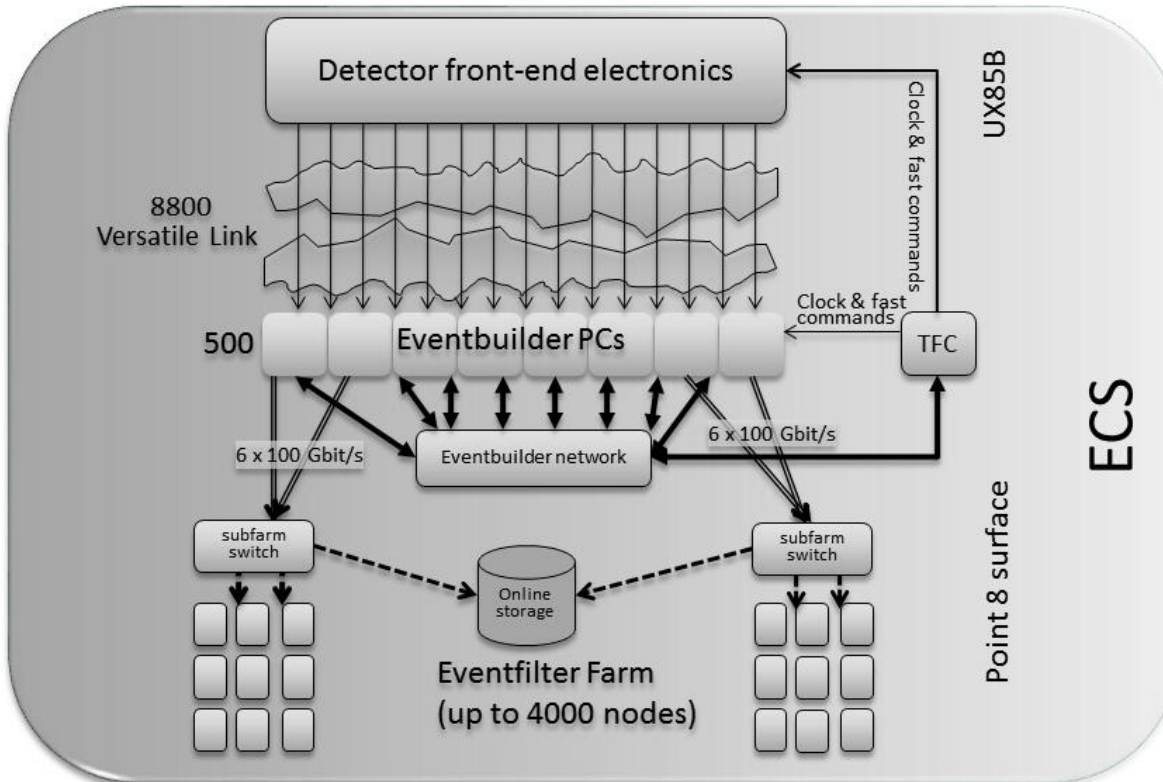 Detector front-end electronics
UX85B
Clock & fast commands
8800
Versatile Link
Clock & fast
commands
500
Eventbuilder PCs
TFC
ECS
6 x 100 Gbit/s
6 x 100 Gbit/s
Eventbuilder network
Point 8 surface
subfarm
switch
subfarm
switch
Online
storage
Eventfilter Farm
(up to 4000 nodes)